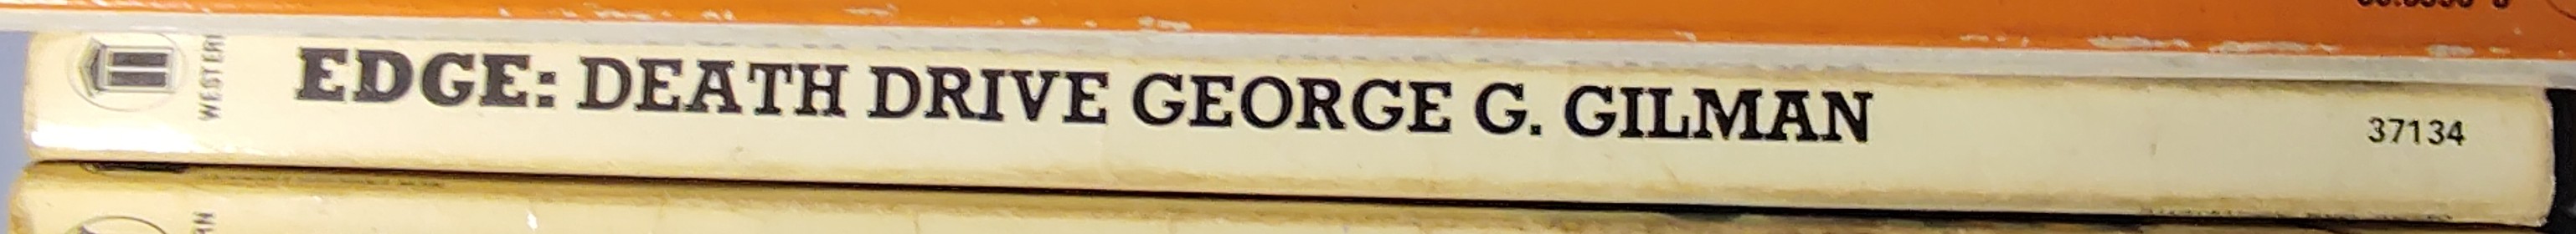 WESTERN
EDGE: DEATH DRIVE GEORGE G. GILMAN
37134